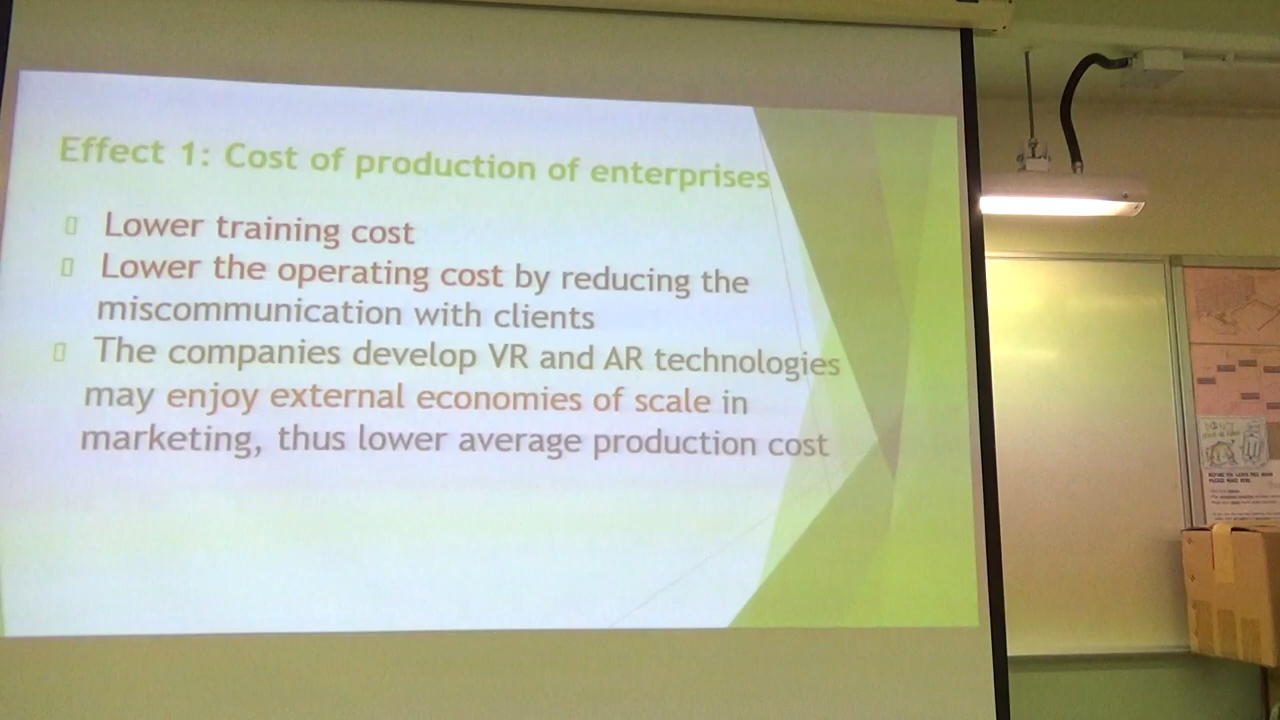 Effect 1: Cost of production of enterprises
Lower training cost
Lower the operating cost by reducing the
miscommunication with clients
The companies develop VR and AR technologies
may enjoy external economies of scale in
marketing, thus lower average production cost
DON'T